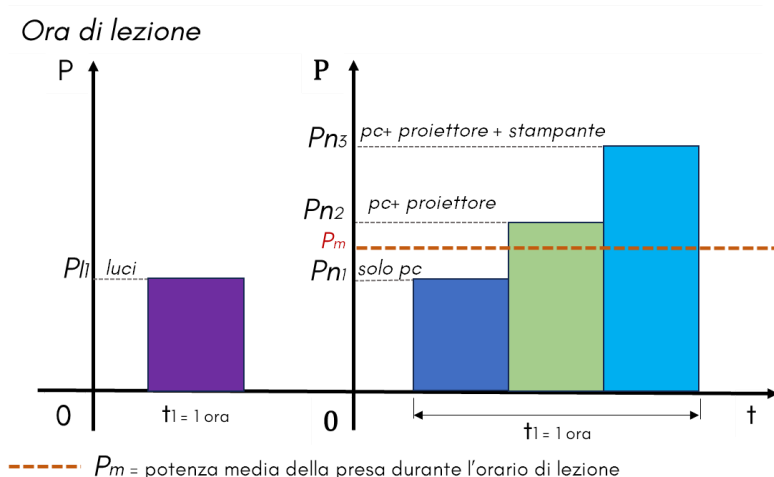 Ora di lezione
P
P
Pn3 pc+ proiettore + stampante
Pn2 pc+ proiettore
Pm
Pl1 luci
Pn1 solo pc
0
t1 = 1 ora
0
t1 = 1 ora
t
Pm = potenza media della presa durante l'orario di lezione